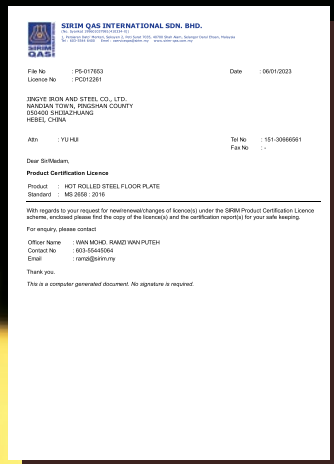 SIRIM QAS INTERNATIONAL SDN. BHD.
SIRIM
QAS
File No : P5-017653
Date : 06/01/2023
Licence No : PC012261
JINGYE IRON AND STEEL CO., LTD.
NANDIAN TOWN, PINGSHAN COUNTY
050400 SHIJIAZHUANG
HEBEI, CHINA
Attn : YU HUI
Tel No : 151-30666561
Fax No : -
Dear Sir/Madam,
Product Certification Licence
Product : HOT ROLLED STEEL FLOOR PLATE
Standard : MS 2658 : 2016
With regards to your request for new/renewal/changes of licence(s) under the SIRIM Product Certification Licence
scheme, enclosed please find the copy of the licence(s) and the certification report(s) for your safe keeping.
For enquiry, please contact
Officer Name : WAN MOHD. RAMZI WAN PUTEH
Contact No : 603-55445064
Email : ramzi@sirim.my
Thank you.
This is a computer generated document. No signature is required.